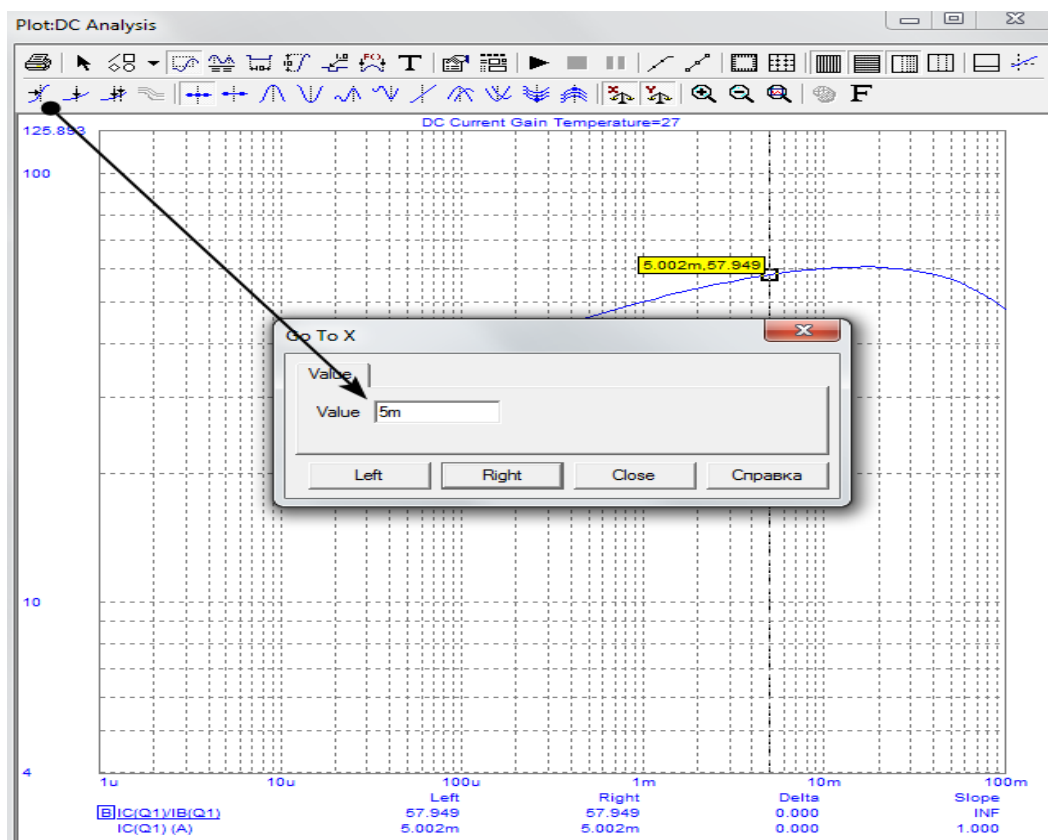 Plot:DC Analysis
T
F
DC Current Gain Temperature=27
125.893
100
5.002m,57.949
Go To X
Value
Value 5m
Left Right Close Справка
10
4
1u 10u 100u 1m 10m 100m
Left Right Delta Slope
B IC(Q1)/IB(Q1) 57.949 57.949 0.000 INF
IC(Q1) (A) 5.002m 5.002m 0.000 1.000